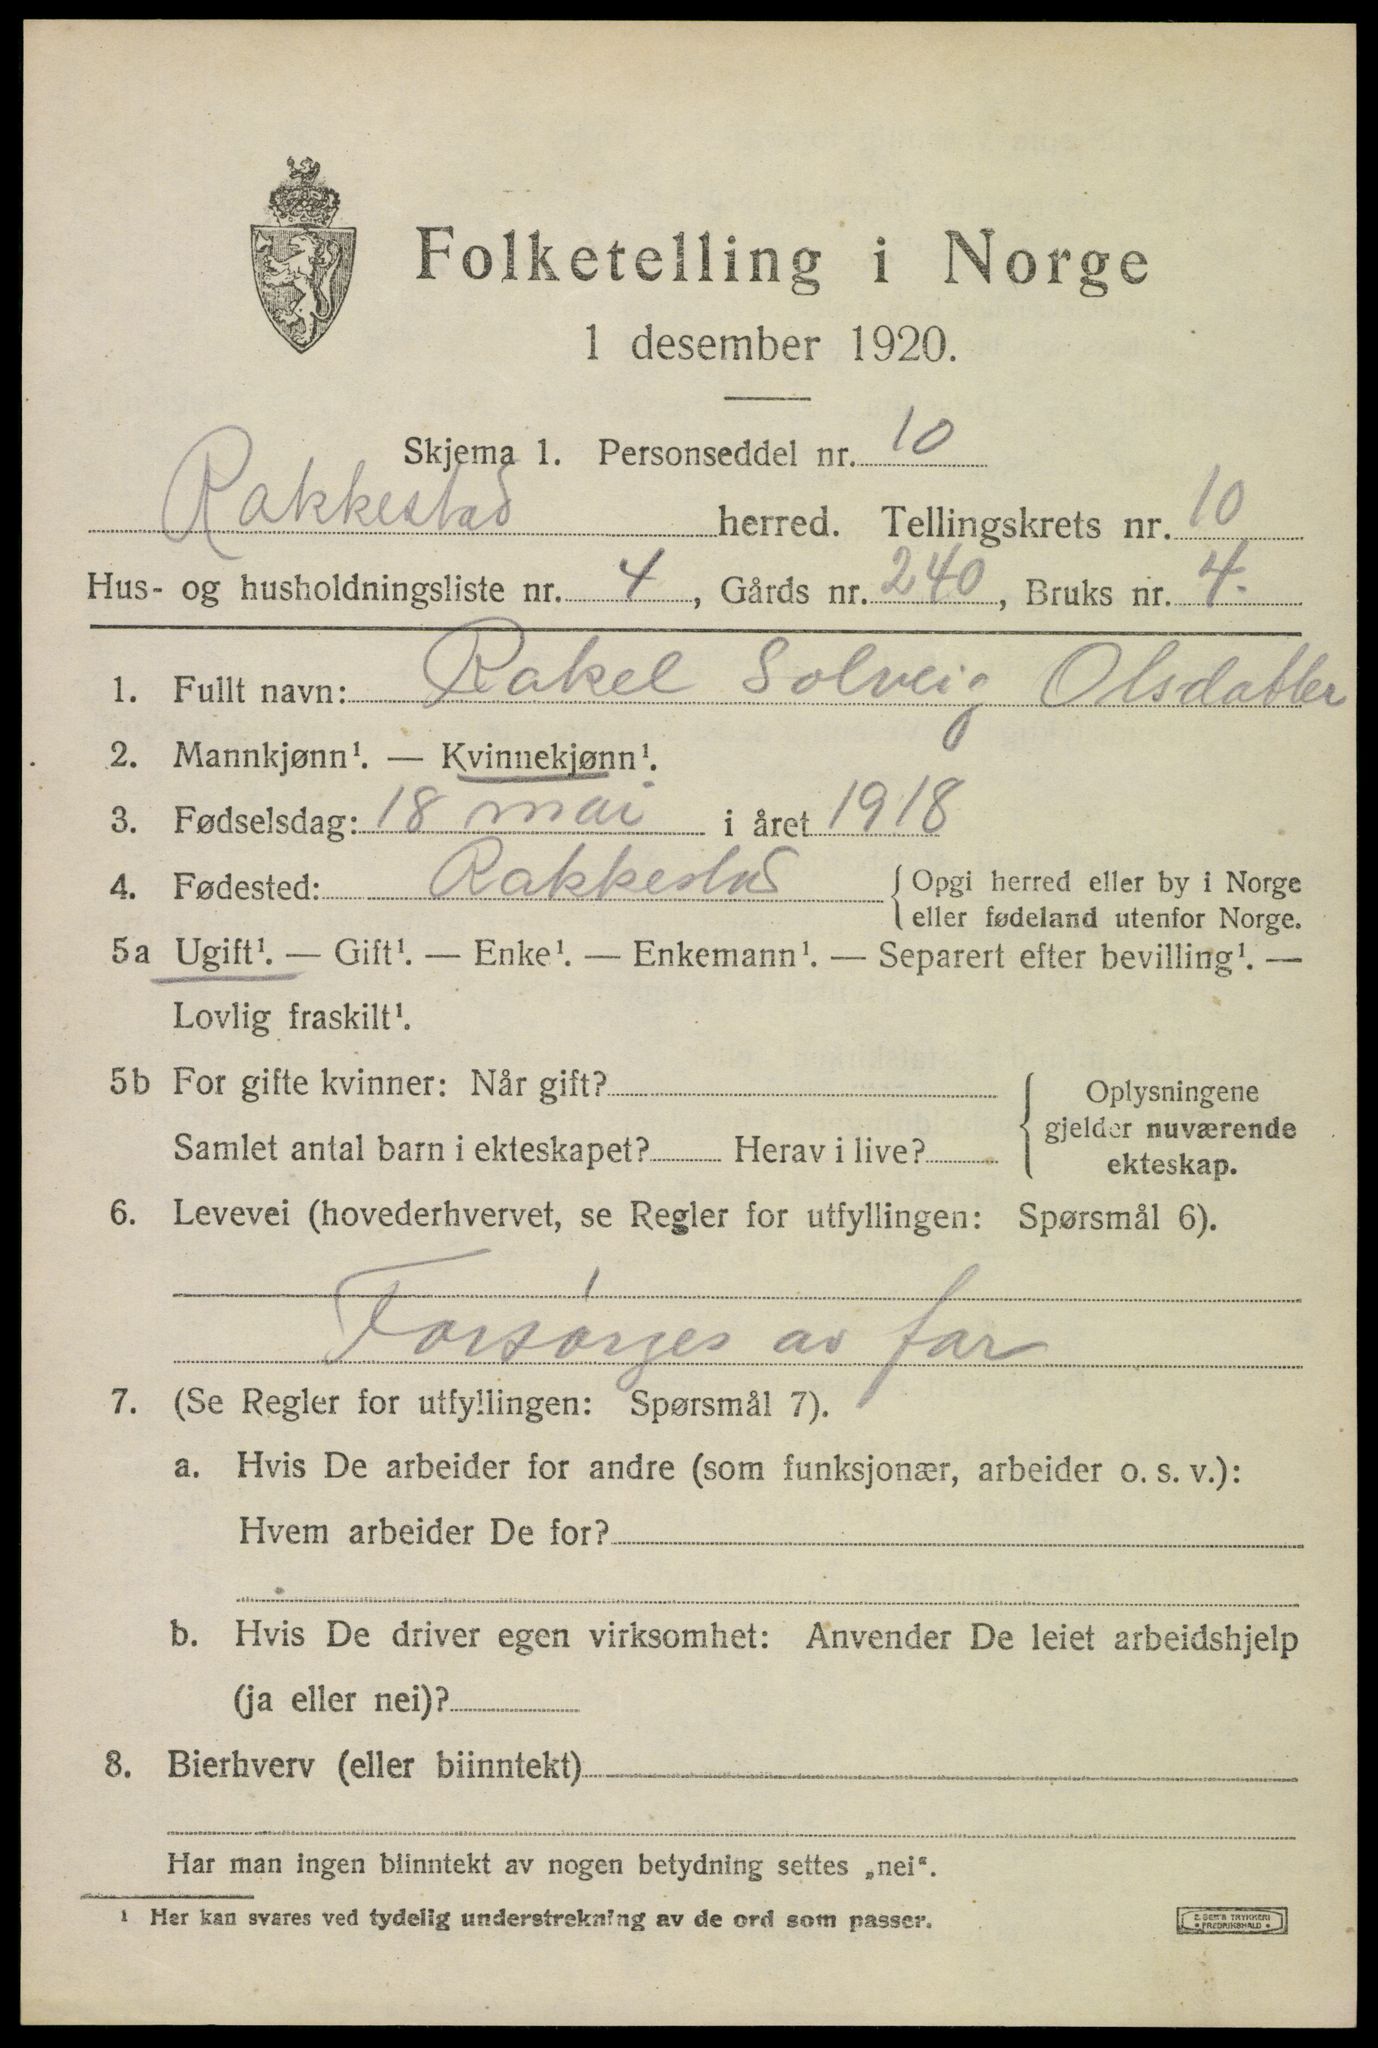 Folketelling i Norge
1 desember 1920.
Skjema 1. Personseddel nr. 10
Rakkestad herred. Tellingskrets nr. 10
Hus- og husholdningsliste nr. 4, Gårds nr. 240, Bruks nr. 4.
1. Fullt navn: Rakel Solveig Olsdatter
2. Mannkjønn¹. — Kvinnekjønn¹.
3. Fødselsdag: 18 mai i året 1918
4. Fødested: Rakkestad { Opgi herred eller by i Norge
eller fødeland utenfor Norge.
5a Ugift¹. — Gift¹. — Enke¹. — Enkemann¹. — Separert efter bevilling¹. —
Lovlig fraskilt¹.
5b For gifte kvinner: Når gift?
Samlet antal barn i ekteskapet? Herav i live?
{ Oplysningene
gjelder nuværende
ekteskap.
6. Levevei (hovederhvervet, se Regler for utfyllingen: Spørsmål 6).
Forsørges av far
7. (Se Regler for utfyllingen: Spørsmål 7).
a. Hvis De arbeider for andre (som funksjonær, arbeider o. s. v.):
Hvem arbeider De for?
b. Hvis De driver egen virksomhet: Anvender De leiet arbeidshjelp
(ja eller nei)?
8. Bierhverv (eller biinntekt)
Har man ingen biinntekt av nogen betydning settes „nei“.
¹ Her kan svares ved tydelig understrekning av de ord som passer.
E. SEM'S TRYKKERI
• FREDRIKSHALD •